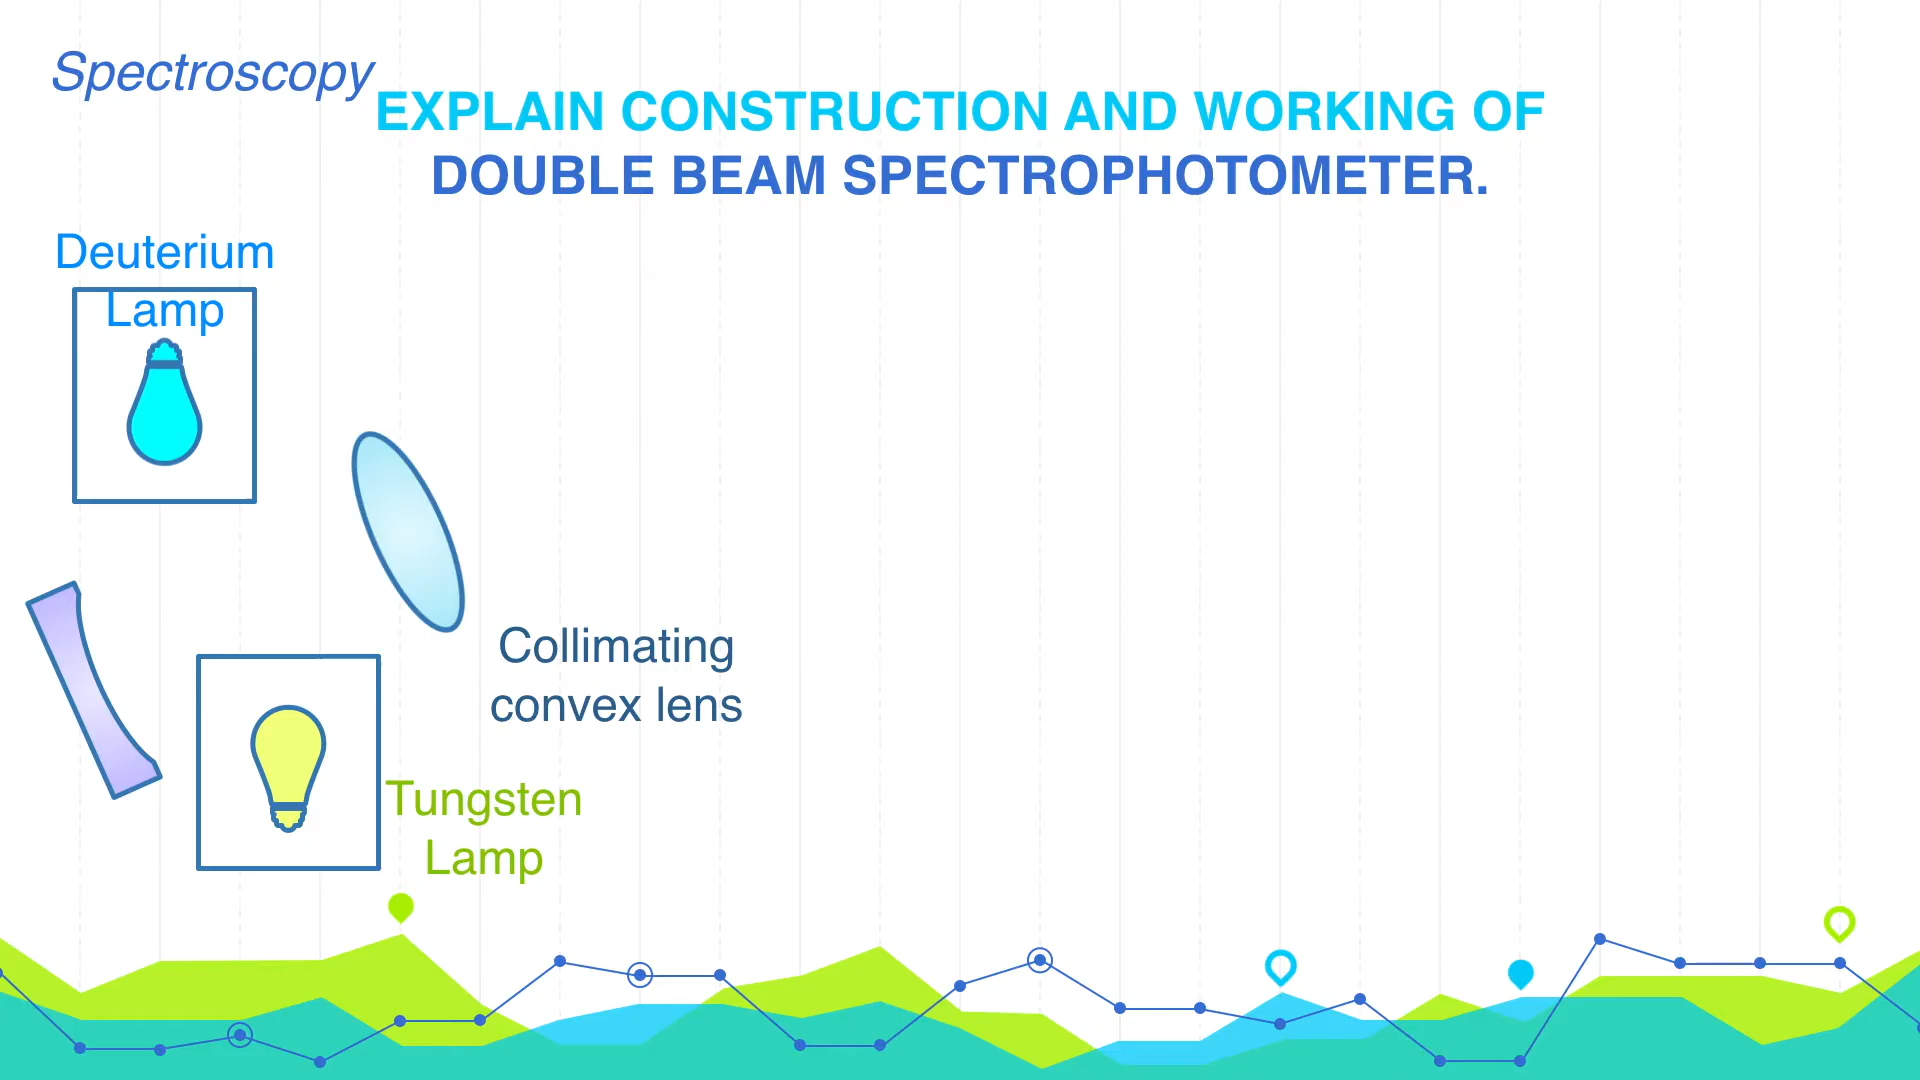 Spectroscopy
EXPLAIN CONSTRUCTION AND WORKING OF
DOUBLE BEAM SPECTROPHOTOMETER.
Deuterium
Lamp
Collimating
convex lens
Tungsten
Lamp